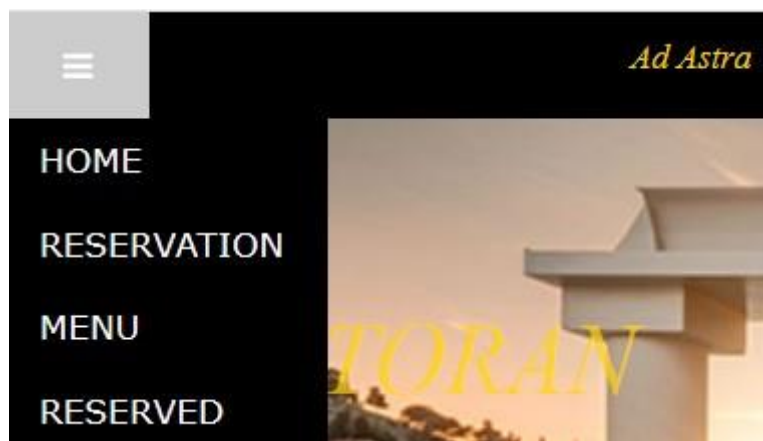 Ad Astra
HOME
RESERVATION
MENU
TORAN
RESERVED